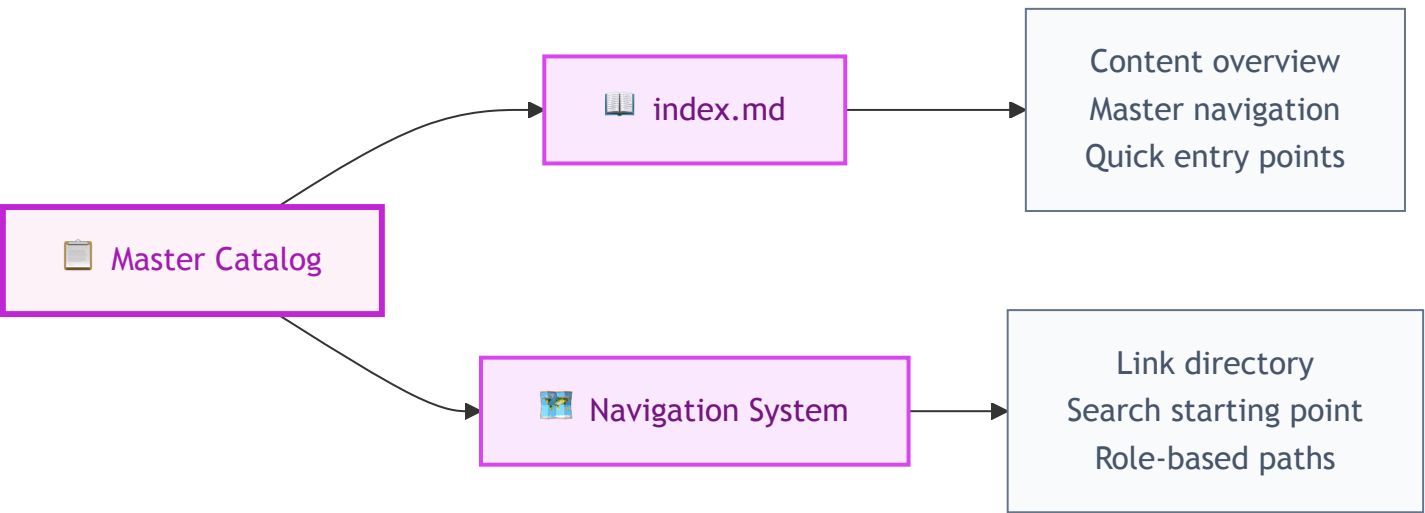 Master Catalog
index.md
Content overview
Master navigation
Quick entry points
Navigation System
Link directory
Search starting point
Role-based paths